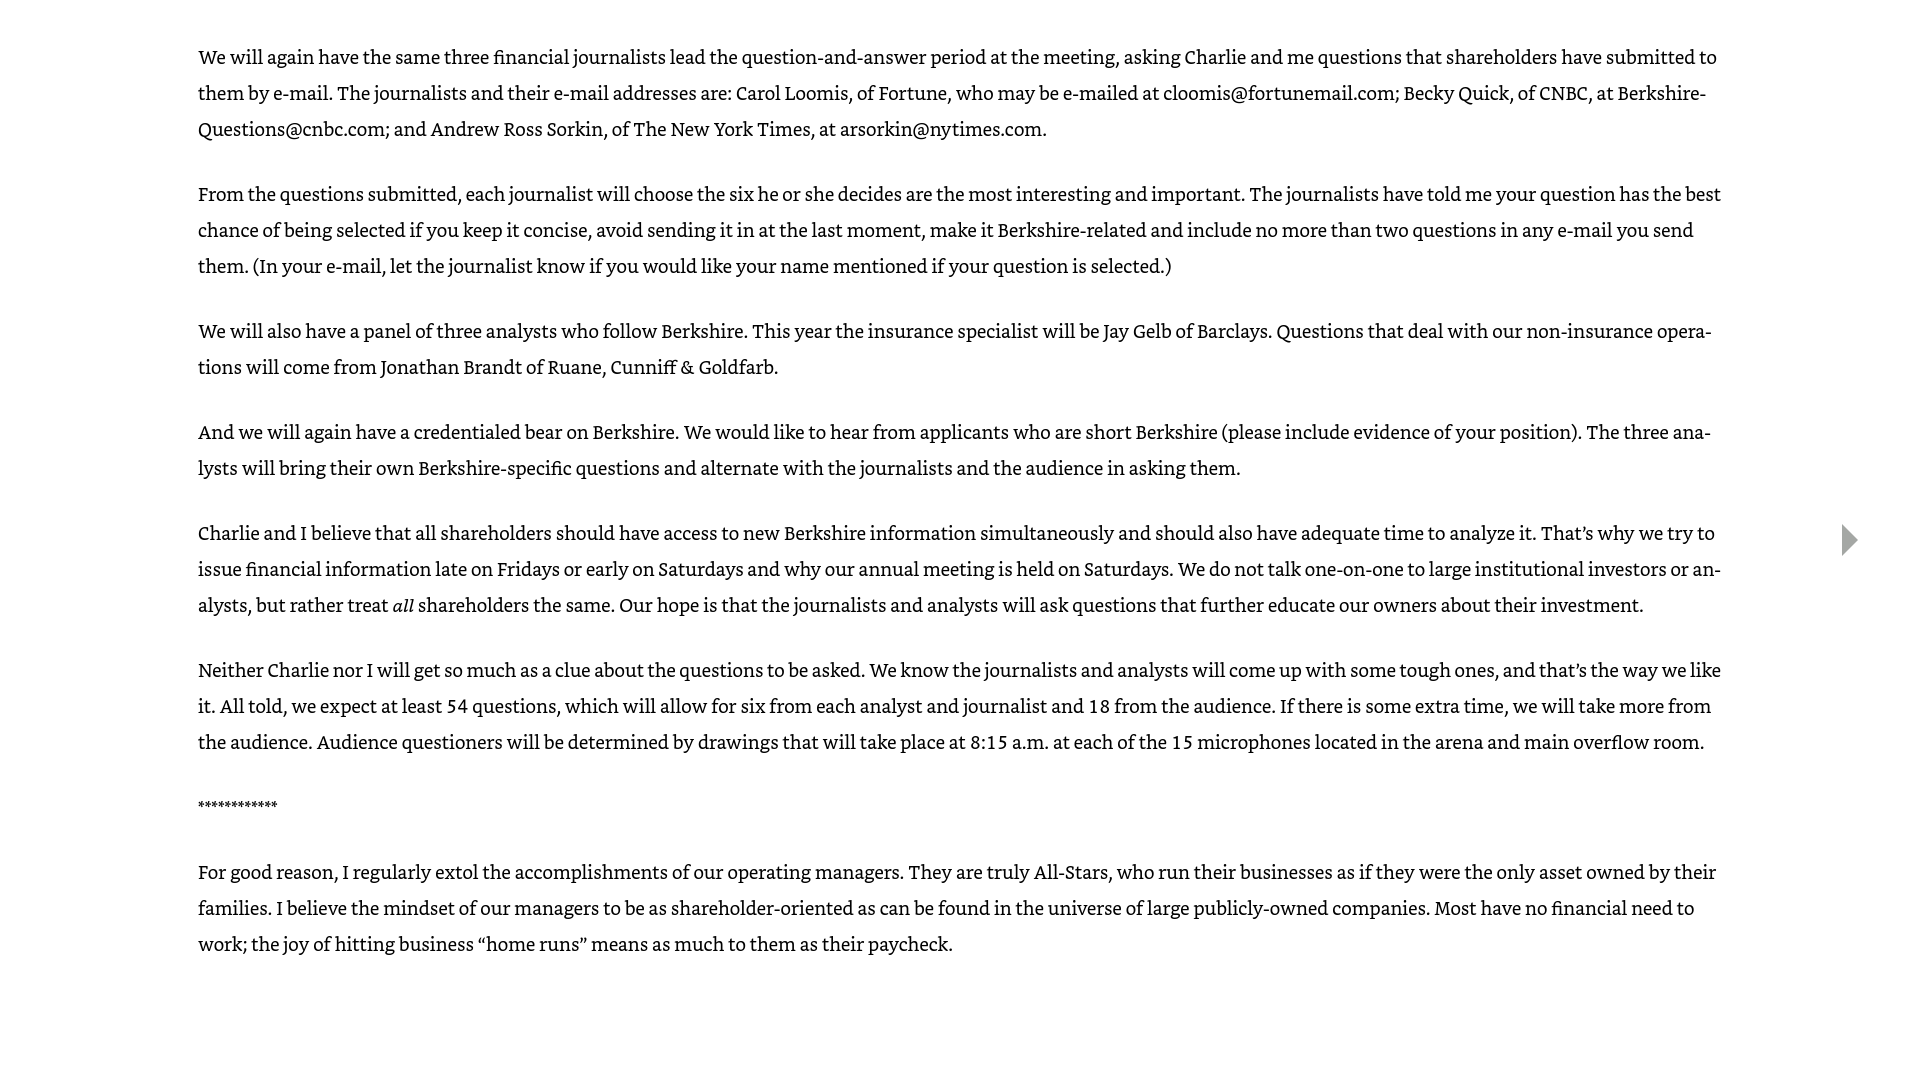 We will again have the same three financial journalists lead the question-and-answer period at the meeting, asking Charlie and me questions that shareholders have submitted to
them by e-mail. The journalists and their e-mail addresses are: Carol Loomis, of Fortune, who may be e-mailed at cloomis@fortunemail.com; Becky Quick, of CNBC, at Berkshire-
Questions@cnbc.com; and Andrew Ross Sorkin, of The New York Times, at arsorkin@nytimes.com.
From the questions submitted, each journalist will choose the six he or she decides are the most interesting and important. The journalists have told me your question has the best
chance of being selected if you keep it concise, avoid sending it in at the last moment, make it Berkshire-related and include no more than two questions in any e-mail you send
them. (In your e-mail, let the journalist know if you would like your name mentioned if your question is selected.)
We will also have a panel of three analysts who follow Berkshire. This year the insurance specialist will be Jay Gelb of Barclays. Questions that deal with our non-insurance opera-
tions will come from Jonathan Brandt of Ruane, Cunniff & Goldfarb.
And we will again have a credentialed bear on Berkshire. We would like to hear from applicants who are short Berkshire (please include evidence of your position). The three ana-
lysts will bring their own Berkshire-specific questions and alternate with the journalists and the audience in asking them.
Charlie and I believe that all shareholders should have access to new Berkshire information simultaneously and should also have adequate time to analyze it. That’s why we try to
issue financial information late on Fridays or early on Saturdays and why our annual meeting is held on Saturdays. We do not talk one-on-one to large institutional investors or an-
alysts, but rather treat all shareholders the same. Our hope is that the journalists and analysts will ask questions that further educate our owners about their investment.
Neither Charlie nor I will get so much as a clue about the questions to be asked. We know the journalists and analysts will come up with some tough ones, and that’s the way we like
it. All told, we expect at least 54 questions, which will allow for six from each analyst and journalist and 18 from the audience. If there is some extra time, we will take more from
the audience. Audience questioners will be determined by drawings that will take place at 8:15 a.m. at each of the 15 microphones located in the arena and main overflow room.
************
For good reason, I regularly extol the accomplishments of our operating managers. They are truly All-Stars, who run their businesses as if they were the only asset owned by their
families. I believe the mindset of our managers to be as shareholder-oriented as can be found in the universe of large publicly-owned companies. Most have no financial need to
work; the joy of hitting business “home runs” means as much to them as their paycheck.